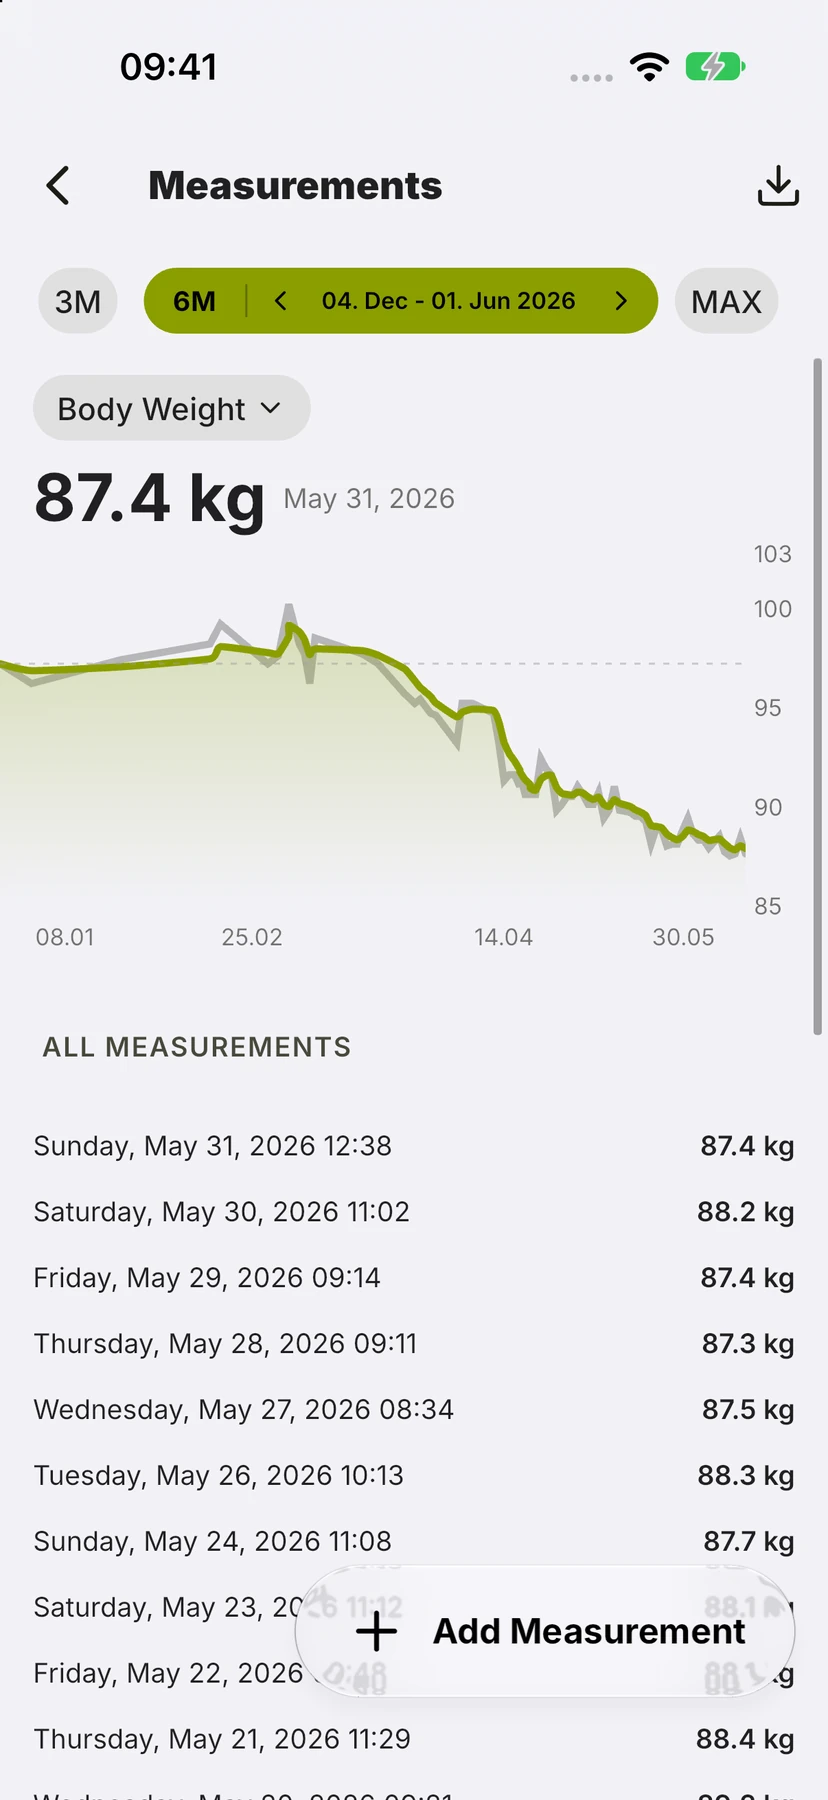 09:41
Measurements
3M 6M 04. Dec - 01. Jun 2026 MAX
Body Weight
87.4 kg May 31, 2026
103
100
95
90
85
08.01 25.02 14.04 30.05
ALL MEASUREMENTS
Sunday, May 31, 2026 12:38 87.4 kg
Saturday, May 30, 2026 11:02 88.2 kg
Friday, May 29, 2026 09:14 87.4 kg
Thursday, May 28, 2026 09:11 87.3 kg
Wednesday, May 27, 2026 08:34 87.5 kg
Tuesday, May 26, 2026 10:13 88.3 kg
Sunday, May 24, 2026 11:08 87.7 kg
Saturday, May 23, 11:12 88.1
Add Measurement
Friday, May 22, 2026
Thursday, May 21, 2026 11:29 88.4 kg